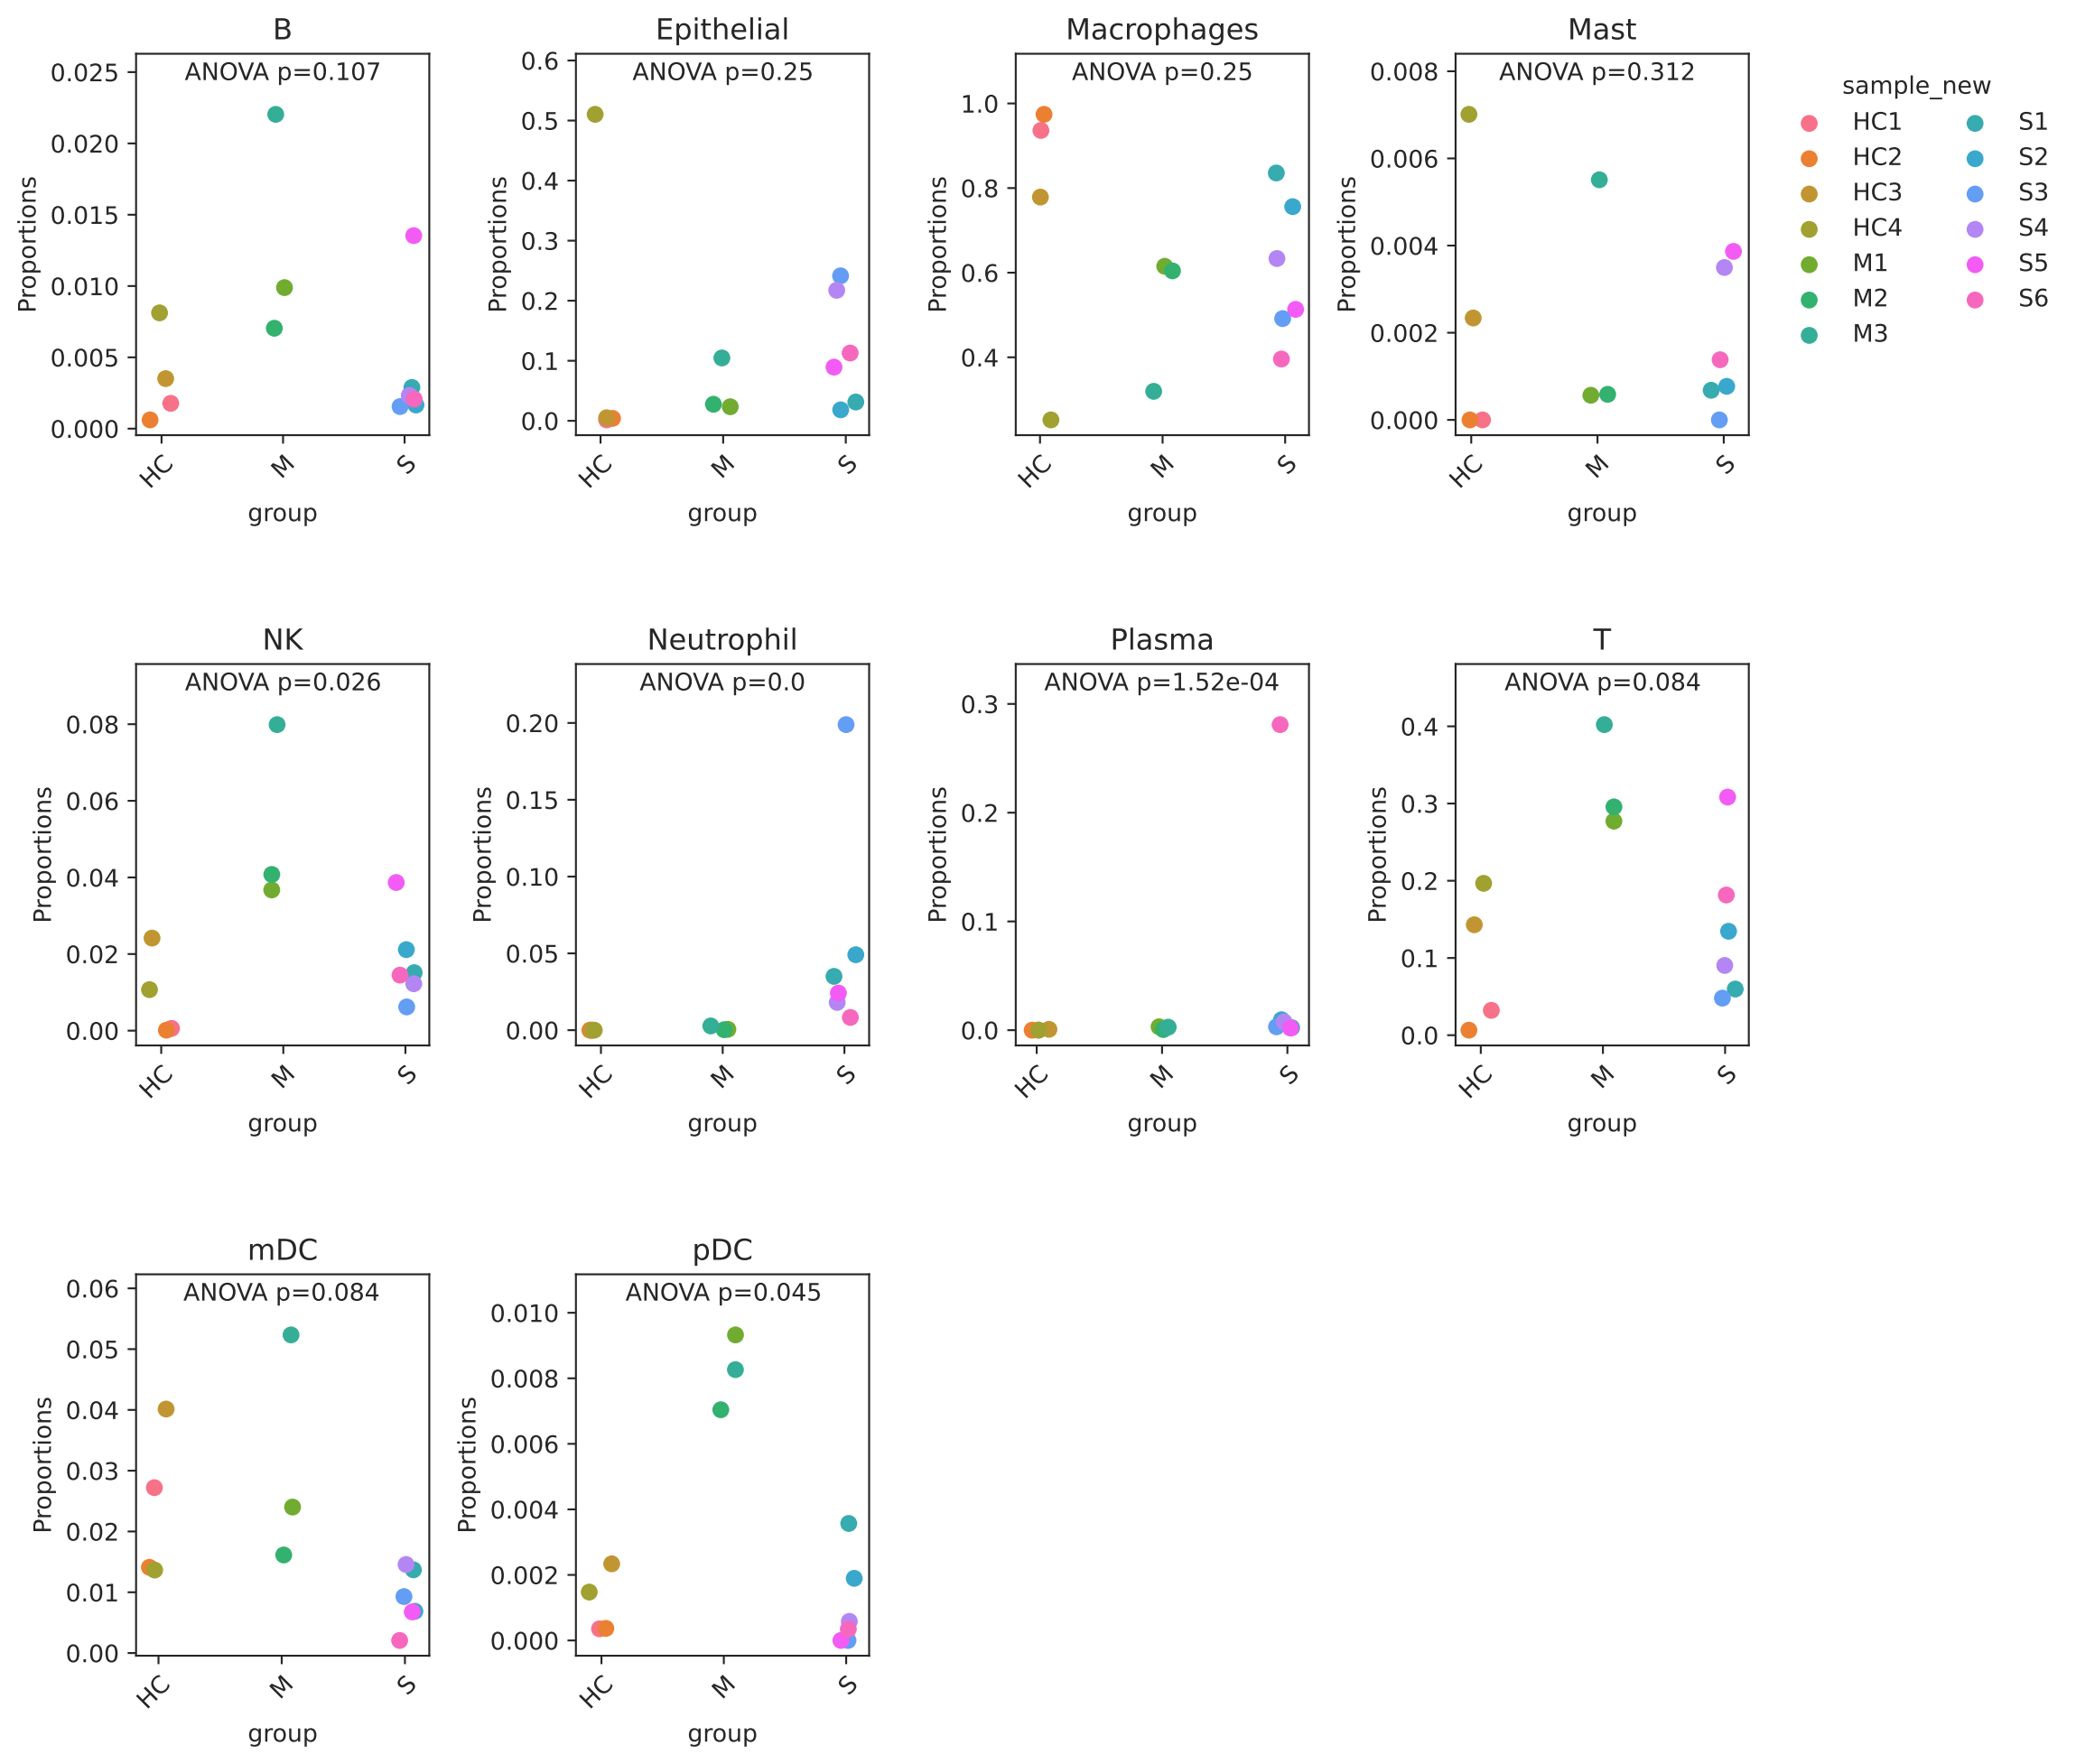 B
ANOVA p=0.107
0.025
0.020
0.015
0.010
0.005
0.000
Proportions
HC
M
S
group
Epithelial
ANOVA p=0.25
0.6
0.5
0.4
0.3
0.2
0.1
0.0
Proportions
HC
M
S
group
Macrophages
ANOVA p=0.25
1.0
0.8
0.6
0.4
Proportions
HC
M
S
group
Mast
ANOVA p=0.312
0.008
0.006
0.004
0.002
0.000
Proportions
HC
M
S
group
sample_new
HC1
HC2
HC3
HC4
M1
M2
M3
S1
S2
S3
S4
S5
S6
NK
ANOVA p=0.026
0.08
0.06
0.04
0.02
0.00
Proportions
HC
M
S
group
Neutrophil
ANOVA p=0.0
0.20
0.15
0.10
0.05
0.00
Proportions
HC
M
S
group
Plasma
ANOVA p=1.52e-04
0.3
0.2
0.1
0.0
Proportions
HC
M
S
group
T
ANOVA p=0.084
0.4
0.3
0.2
0.1
0.0
Proportions
HC
M
S
group
mDC
ANOVA p=0.084
0.06
0.05
0.04
0.03
0.02
0.01
0.00
Proportions
HC
M
S
group
pDC
ANOVA p=0.045
0.010
0.008
0.006
0.004
0.002
0.000
Proportions
HC
M
S
group